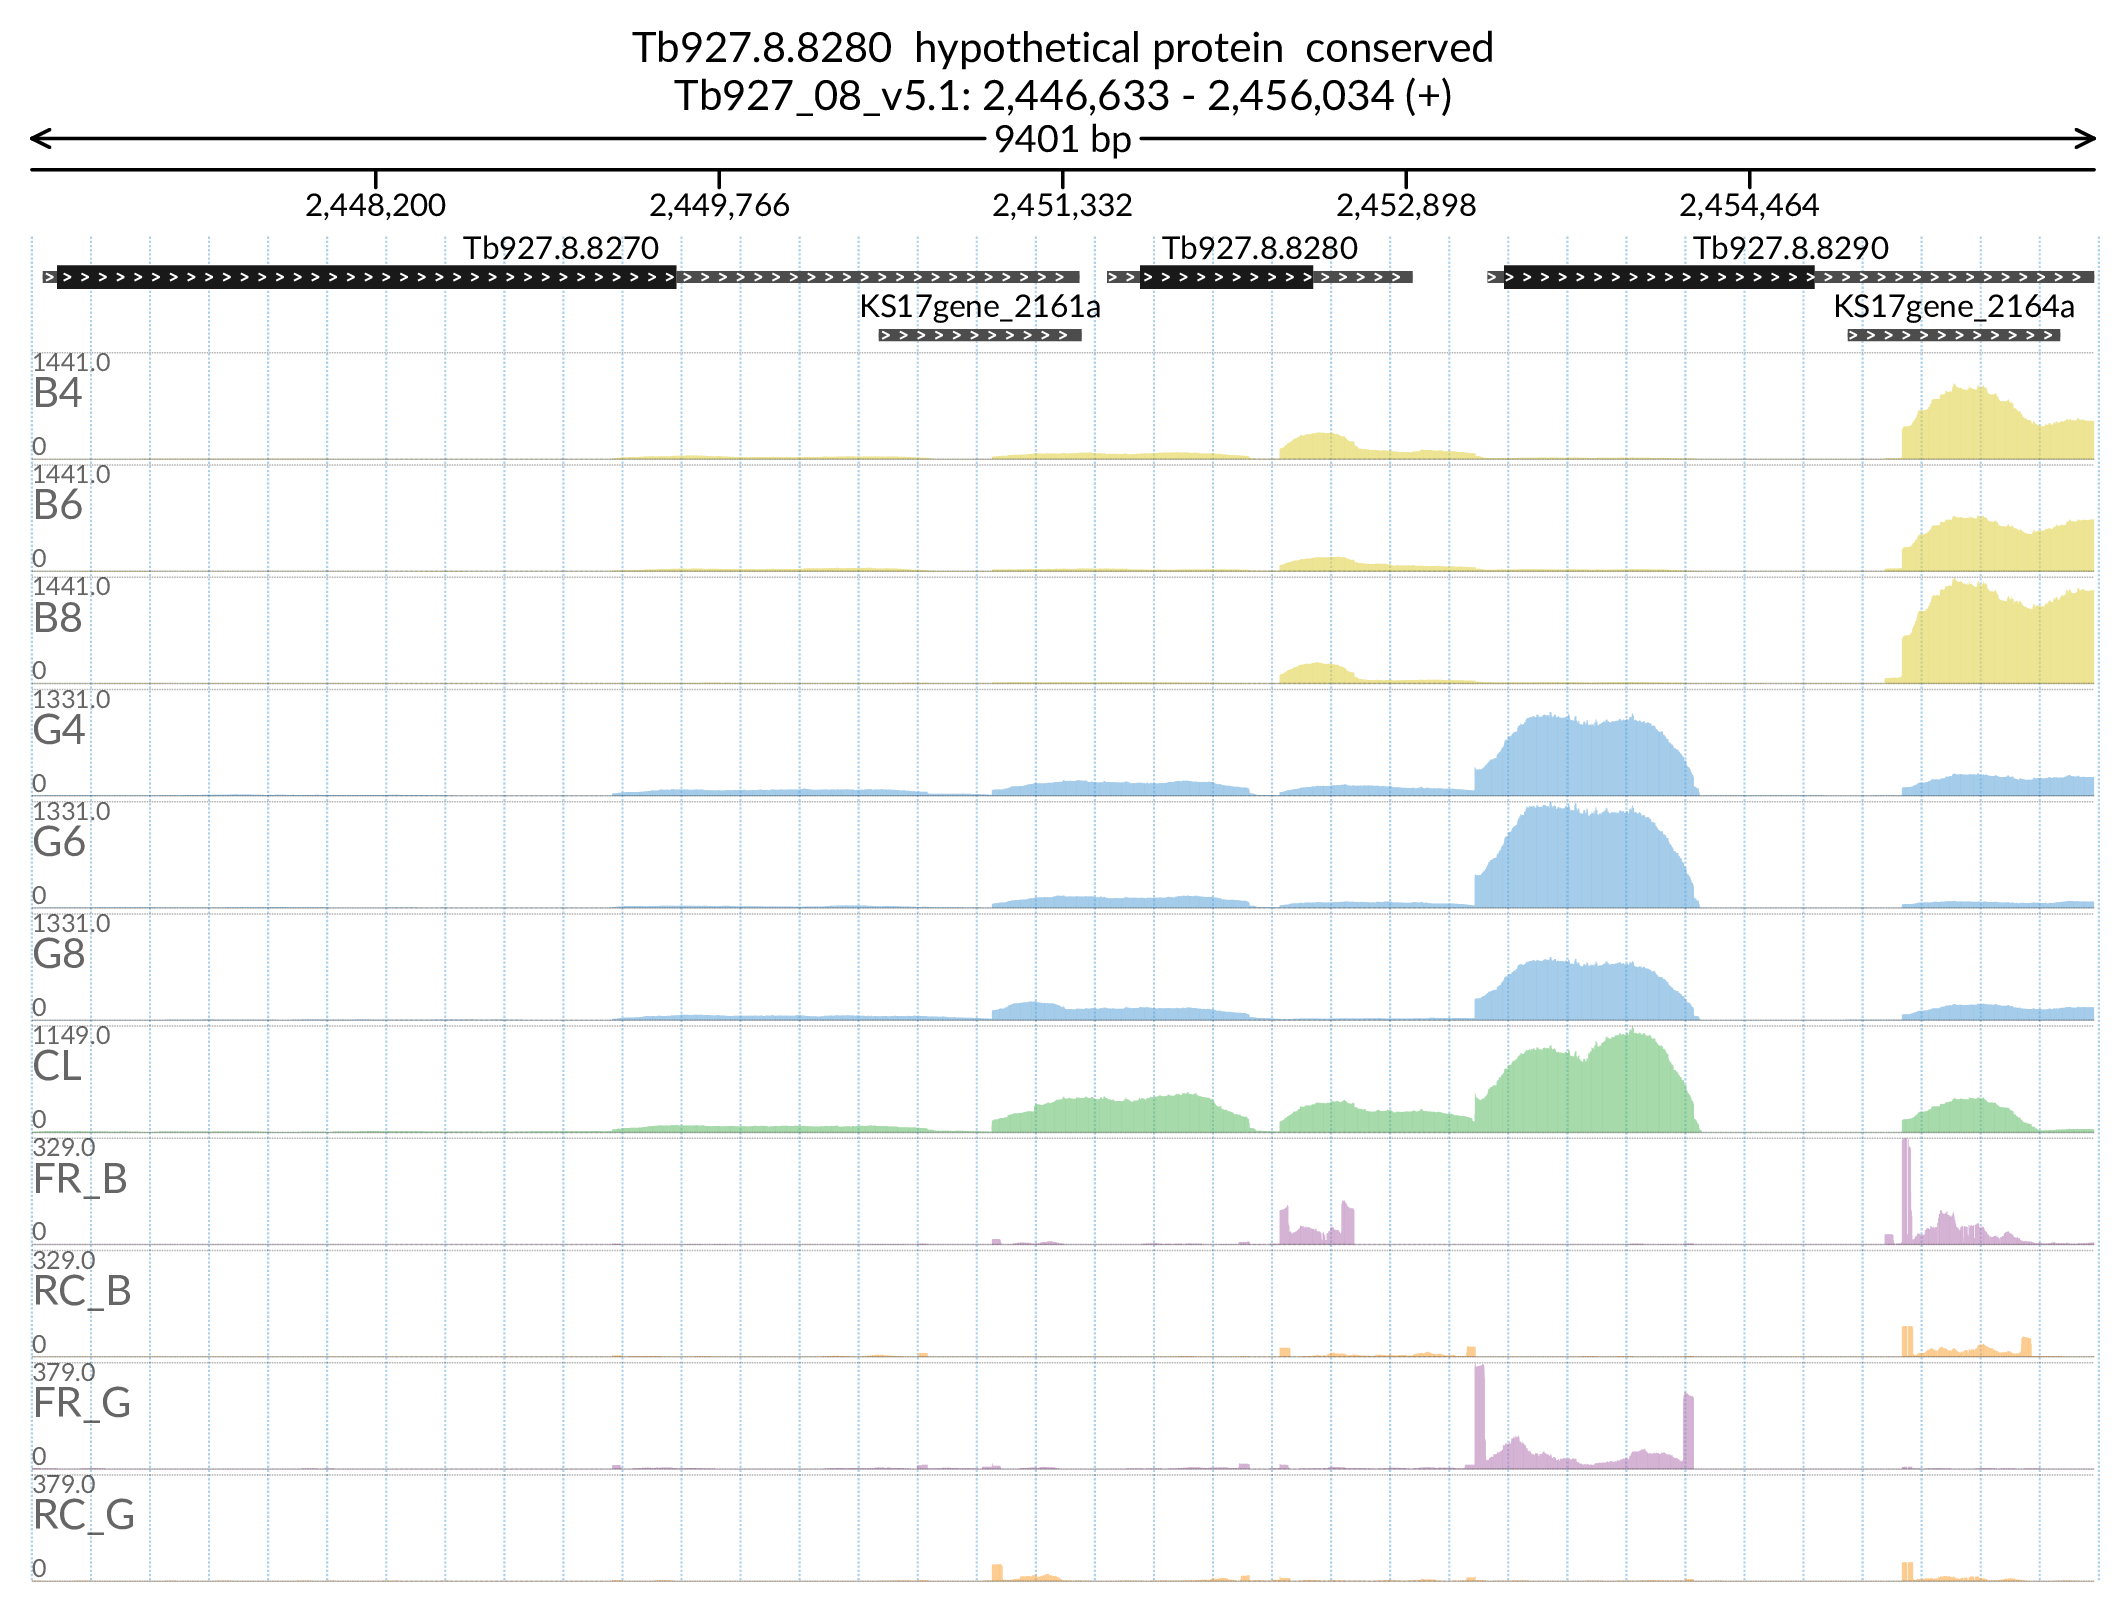 Tb927.8.8280 hypothetical protein conserved
Tb927_08_v5.1: 2,446,633 - 2,456,034 (+)
9401 bp
2,448,200 2,449,766 2,451,332 2,452,898 2,454,464
Tb927.8.8270 Tb927.8.8280 Tb927.8.8290
KS17gene_2161a KS17gene_2164a
1441.0
B4
0
1441.0
B6
0
1441.0
B8
0
1331.0
G4
0
1331.0
G6
0
1331.0
G8
0
1149.0
CL
0
329.0
FR_B
0
329.0
RC_B
0
379.0
FR_G
0
379.0
RC_G
0